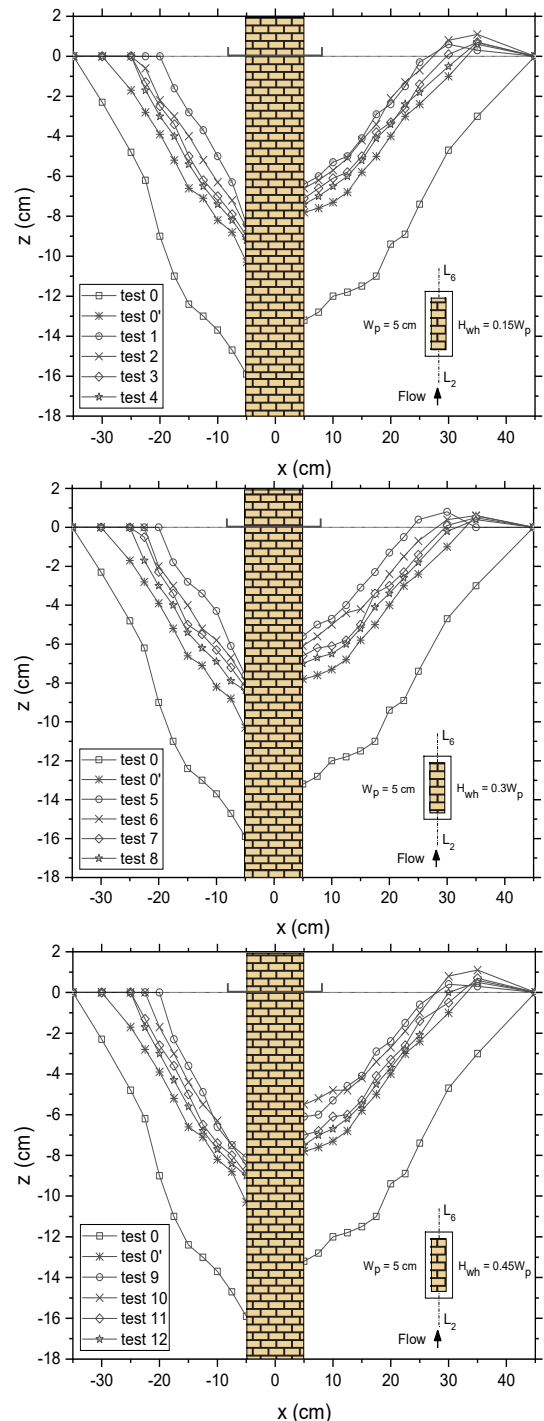 2
0
-2
-4
-6
-8
-10
-12
-14
-16
-18
z (cm)
test 0
test 0'
test 1
test 2
test 3
test 4
L6
Wp = 5 cm
Hwh = 0.15Wp
L2
Flow
-30 -20 -10 0 10 20 30 40
x (cm)
2
0
-2
-4
-6
-8
-10
-12
-14
-16
-18
z (cm)
test 0
test 0'
test 5
test 6
test 7
test 8
L6
Wp = 5 cm
Hwh = 0.3Wp
L2
Flow
-30 -20 -10 0 10 20 30 40
x (cm)
2
0
-2
-4
-6
-8
-10
-12
-14
-16
-18
z (cm)
test 0
test 0'
test 9
test 10
test 11
test 12
L6
Wp = 5 cm
Hwh = 0.45Wp
L2
Flow
-30 -20 -10 0 10 20 30 40
x (cm)